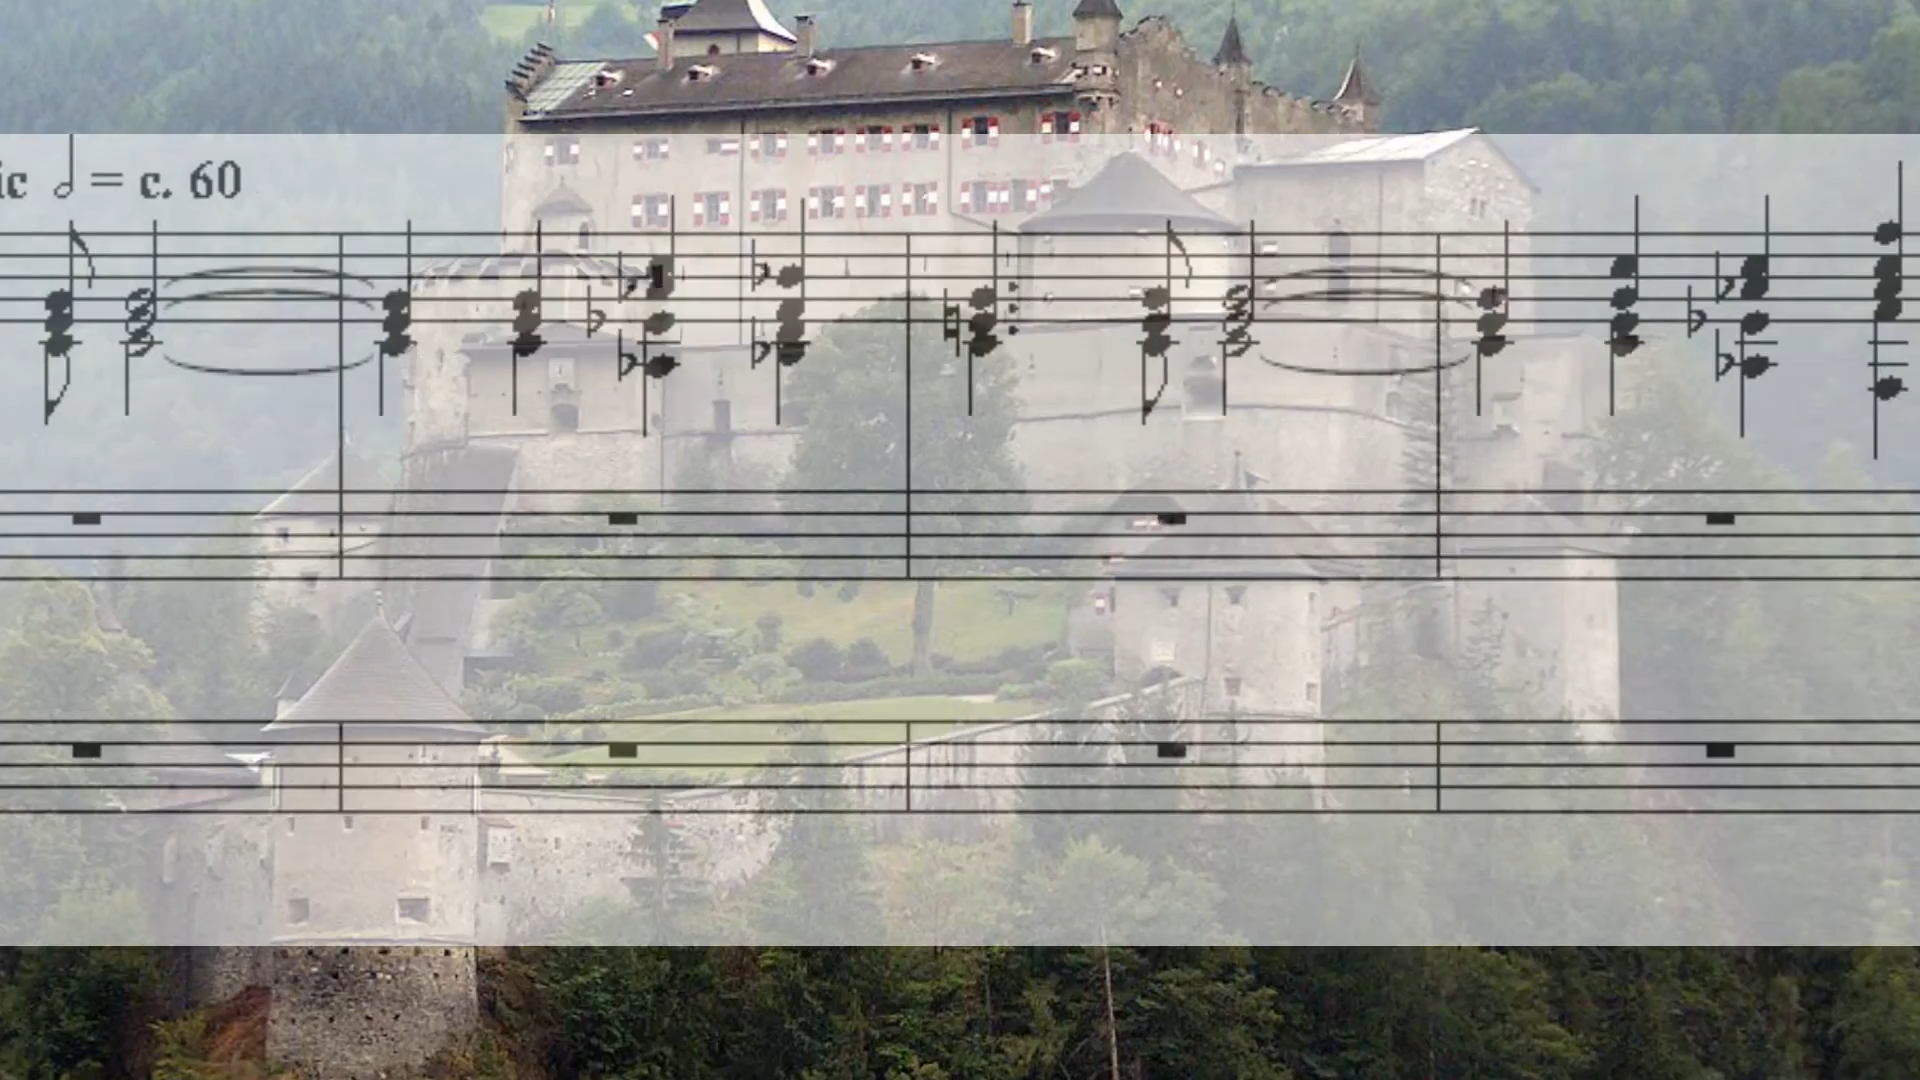 ic 𝅗𝅥 = c. 60